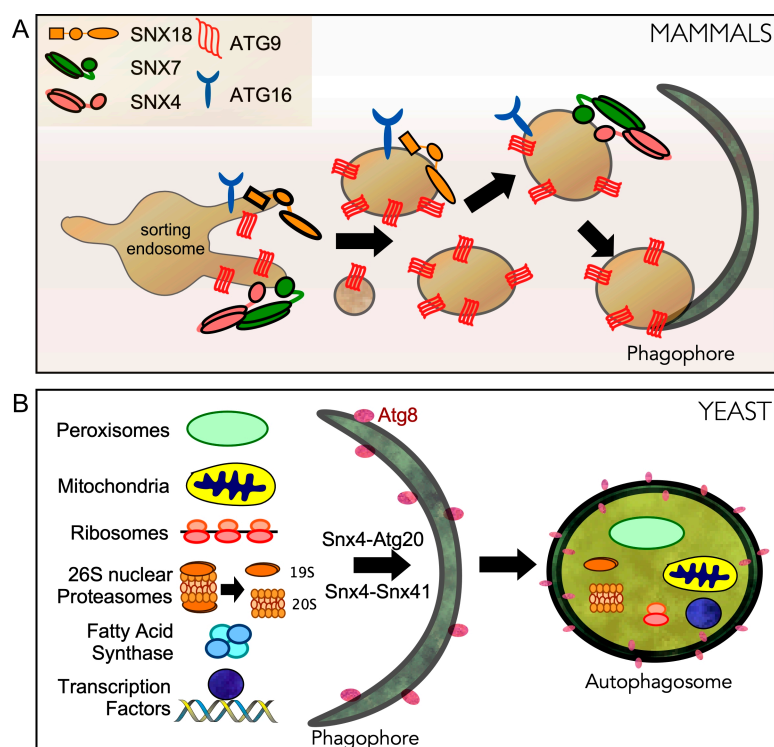 A
MAMMALS
SNX18
ATG9
SNX7
SNX4
ATG16
sorting
endosome
Phagophore
B
YEAST
Atg8
Peroxisomes
Mitochondria
Ribosomes
Snx4-Atg20
26S nuclear
Proteasomes
19S
20S
Snx4-Snx41
Fatty Acid
Synthase
Transcription
Factors
Autophagosome
Phagophore